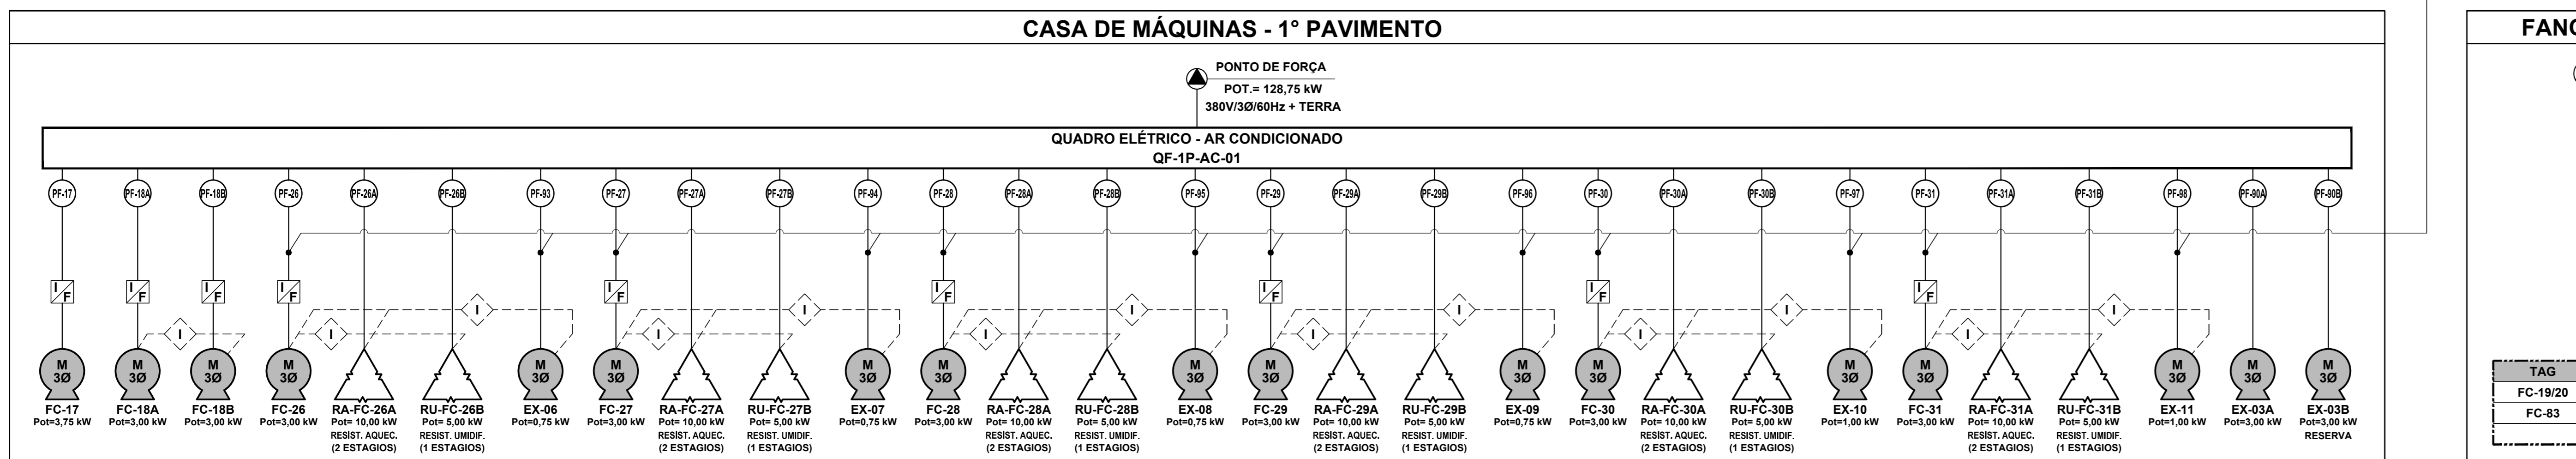 CASA DE MÁQUINAS - 1° PAVIMENTO
PONTO DE FORÇA
POT.= 128,75 kW
380V/3Ø/60Hz + TERRA
QUADRO ELÉTRICO - AR CONDICIONADO
QF-1P-AC-01
PF-17 PF-18A PF-18B PF-26 PF-26A PF-26B PF-93 PF-27 PF-27A PF-27B PF-94 PF-28 PF-28A PF-28B PF-95 PF-29 PF-29A PF-29B PF-96 PF-30 PF-30A PF-30B PF-97 PF-31 PF-31A PF-31B PF-98 PF-90A PF-90B
I/F I/F I/F I/F I/F I/F I/F I/F I/F
I I I I I I
I I I I I I I
M M M M M M M M M M M M M M M M M
3Ø 3Ø 3Ø 3Ø 3Ø 3Ø 3Ø 3Ø 3Ø 3Ø 3Ø 3Ø 3Ø 3Ø 3Ø 3Ø 3Ø
FC-17 FC-18A FC-18B FC-26 RA-FC-26A RU-FC-26B EX-06 FC-27 RA-FC-27A RU-FC-27B EX-07 FC-28 RA-FC-28A RU-FC-28B EX-08 FC-29 RA-FC-29A RU-FC-29B EX-09 FC-30 RA-FC-30A RU-FC-30B EX-10 FC-31 RA-FC-31A RU-FC-31B EX-11 EX-03A EX-03B
Pot=3,75 kW Pot=3,00 kW Pot=3,00 kW Pot=3,00 kW Pot= 10,00 kW Pot= 5,00 kW Pot=0,75 kW Pot=3,00 kW Pot= 10,00 kW Pot= 5,00 kW Pot=0,75 kW Pot=3,00 kW Pot= 10,00 kW Pot= 5,00 kW Pot=0,75 kW Pot=3,00 kW Pot= 10,00 kW Pot= 5,00 kW Pot=0,75 kW Pot=3,00 kW Pot= 10,00 kW Pot= 5,00 kW Pot=1,00 kW Pot=3,00 kW Pot= 10,00 kW Pot= 5,00 kW Pot=1,00 kW Pot=3,00 kW Pot=3,00 kW
RESIST. AQUEC. RESIST. UMIDIF. RESIST. AQUEC. RESIST. UMIDIF. RESIST. AQUEC. RESIST. UMIDIF. RESIST. AQUEC. RESIST. UMIDIF. RESIST. AQUEC. RESIST. UMIDIF. RESIST. AQUEC. RESIST. UMIDIF. RESERVA
(2 ESTAGIOS) (1 ESTAGIOS) (2 ESTAGIOS) (1 ESTAGIOS) (2 ESTAGIOS) (1 ESTAGIOS) (2 ESTAGIOS) (1 ESTAGIOS) (2 ESTAGIOS) (1 ESTAGIOS) (2 ESTAGIOS) (1 ESTAGIOS)
TAG
FC-19/20
FC-83